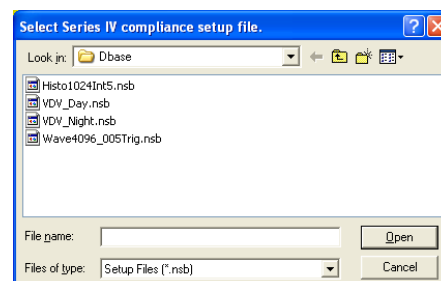 Select Series IV compliance setup file.
Look in: Dbase
Histo1024Int5.nsb
VDV_Day.nsb
VDV_Night.nsb
Wave4096_005Trig.nsb
File name: Open
Files of type: Setup Files (*.nsb) Cancel